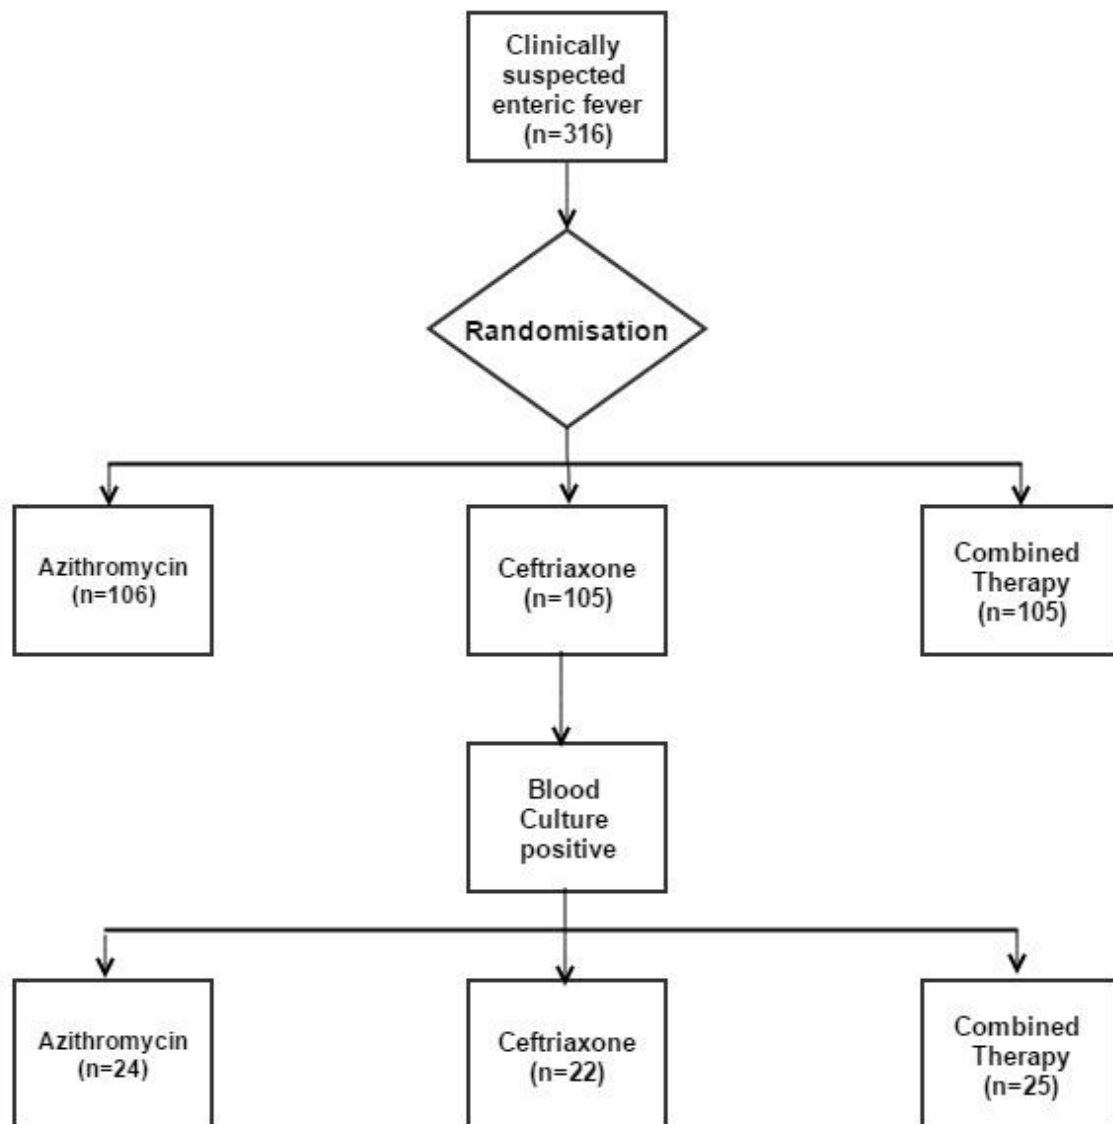 Clinically
suspected
enteric fever
(n=316)
Randomisation
Azithromycin
(n=106)
Ceftriaxone
(n=105)
Combined
Therapy
(n=105)
Blood
Culture
positive
Azithromycin
(n=24)
Ceftriaxone
(n=22)
Combined
Therapy
(n=25)